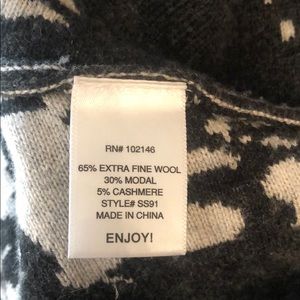 RN# 102146
65% EXTRA FINE WOOL
30% MODAL
5% CASHMERE
STYLE# SS91
MADE IN CHINA
ENJOY!